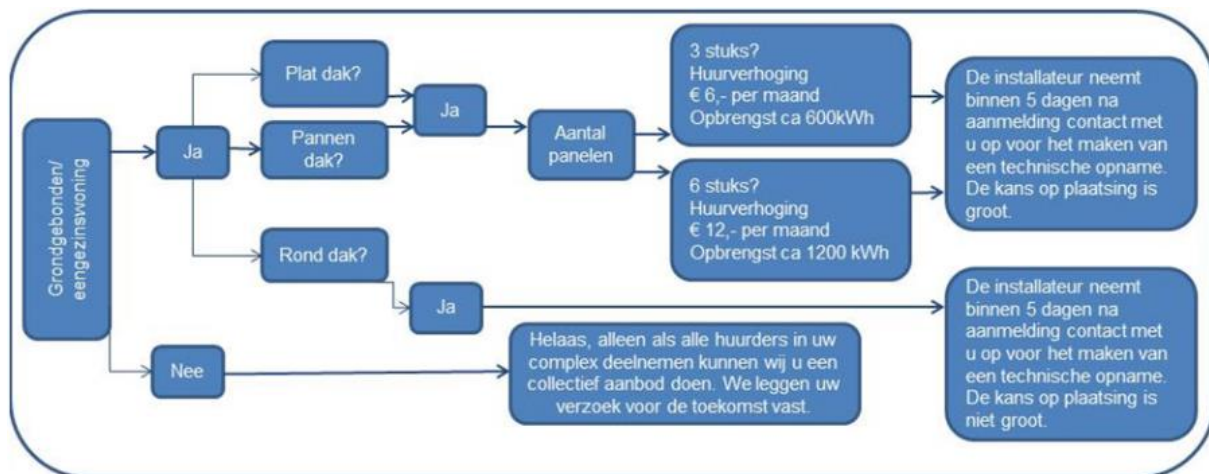 Grondgebonden/
eengezinswoning
Ja
Plat dak?
Pannen
dak?
Ja
Aantal
panelen
3 stuks?
Huurverhoging
€ 6,- per maand
Opbrengst ca 600kWh
6 stuks?
Huurverhoging
€ 12,- per maand
Opbrengst ca 1200 kWh
De installateur neemt
binnen 5 dagen na
aanmelding contact met
u op voor het maken van
een technische opname.
De kans op plaatsing is
groot.
Rond dak?
Ja
De installateur neemt
binnen 5 dagen na
aanmelding contact met
u op voor het maken van
een technische opname.
De kans op plaatsing is
niet groot.
Nee
Helaas, alleen als alle huurders in uw
complex deelnemen kunnen wij u een
collectief aanbod doen. We leggen uw
verzoek voor de toekomst vast.